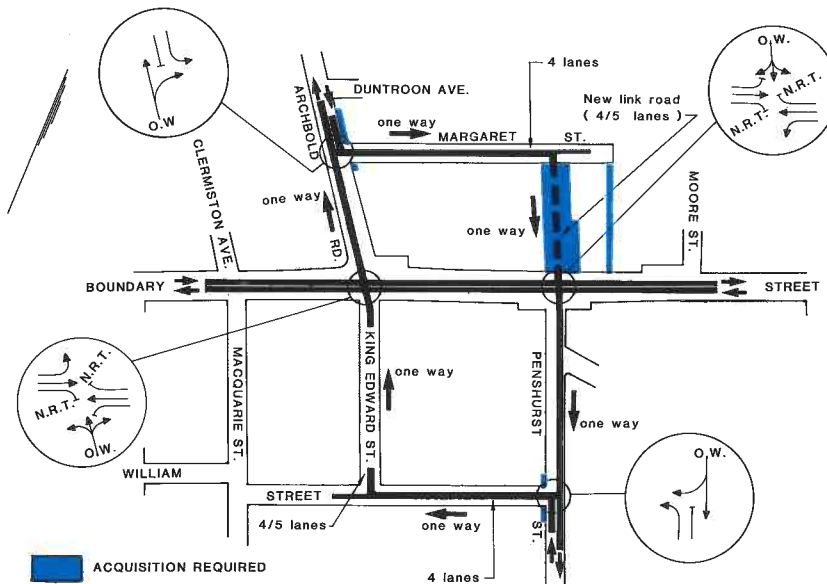 O.W.
4 lanes
DUNTROON AVE.
N.R.T.
New link road
( 4/5 lanes )
N.R.T.
O.W
one way
MARGARET ST.
ARCHBOLD RD.
CLERMISTON AVE.
one way
one way
MOORE ST.
BOUNDARY STREET
N.R.T.
N.R.T.
O.W.
MACQUARIE ST.
KING EDWARD ST.
one way
PENSHURST ST.
one way
O.W.
WILLIAM STREET
4/5 lanes
one way
4 lanes
ACQUISITION REQUIRED